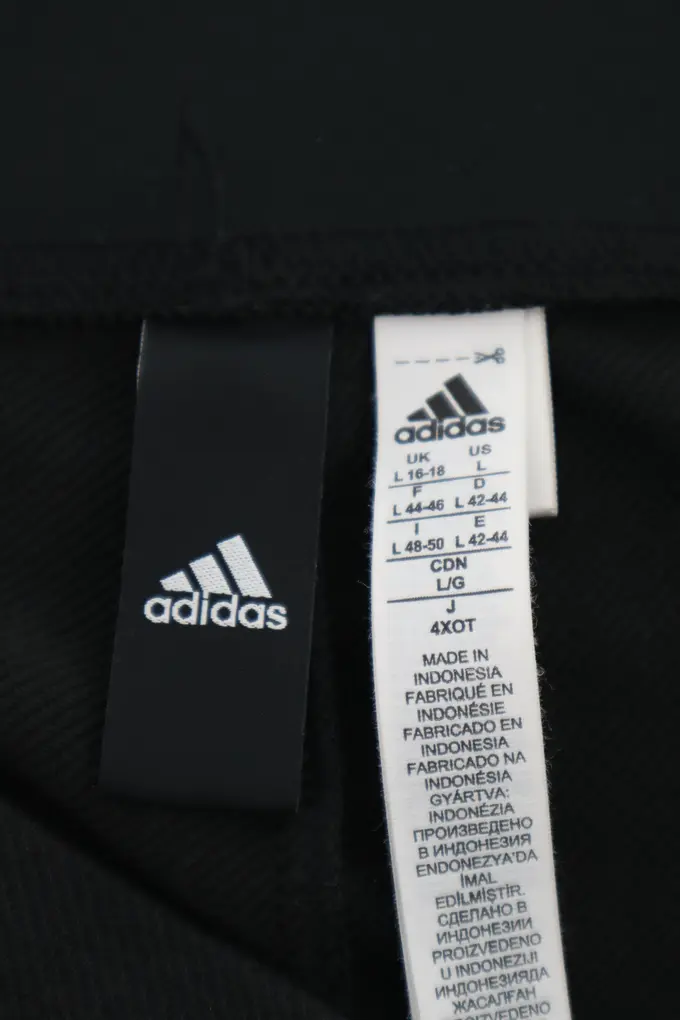 adidas
adidas
UK US
L 16-18 L
F D
L 44-46 L 42-44
I E
L 48-50 L 42-44
CDN
L/G
J
4XOT
MADE IN
INDONESIA
FABRIQUÉ EN
INDONÉSIE
FABRICADO EN
INDONESIA
FABRICADO NA
INDONÉSIA
GYÁRTVA:
INDONÉZIA
ПРОИЗВЕДЕНО
В ИНДОНЕЗИЯ
ENDONEZYA'DA
İMAL
EDİLMİŞTİR.
СДЕЛАНО В
ИНДОНЕЗИИ
PROIZVEDENO
U INDONEZIJI
ИНДОНЕЗИЯДА
ЖАСАЛҒАН
PROIZVEDENO